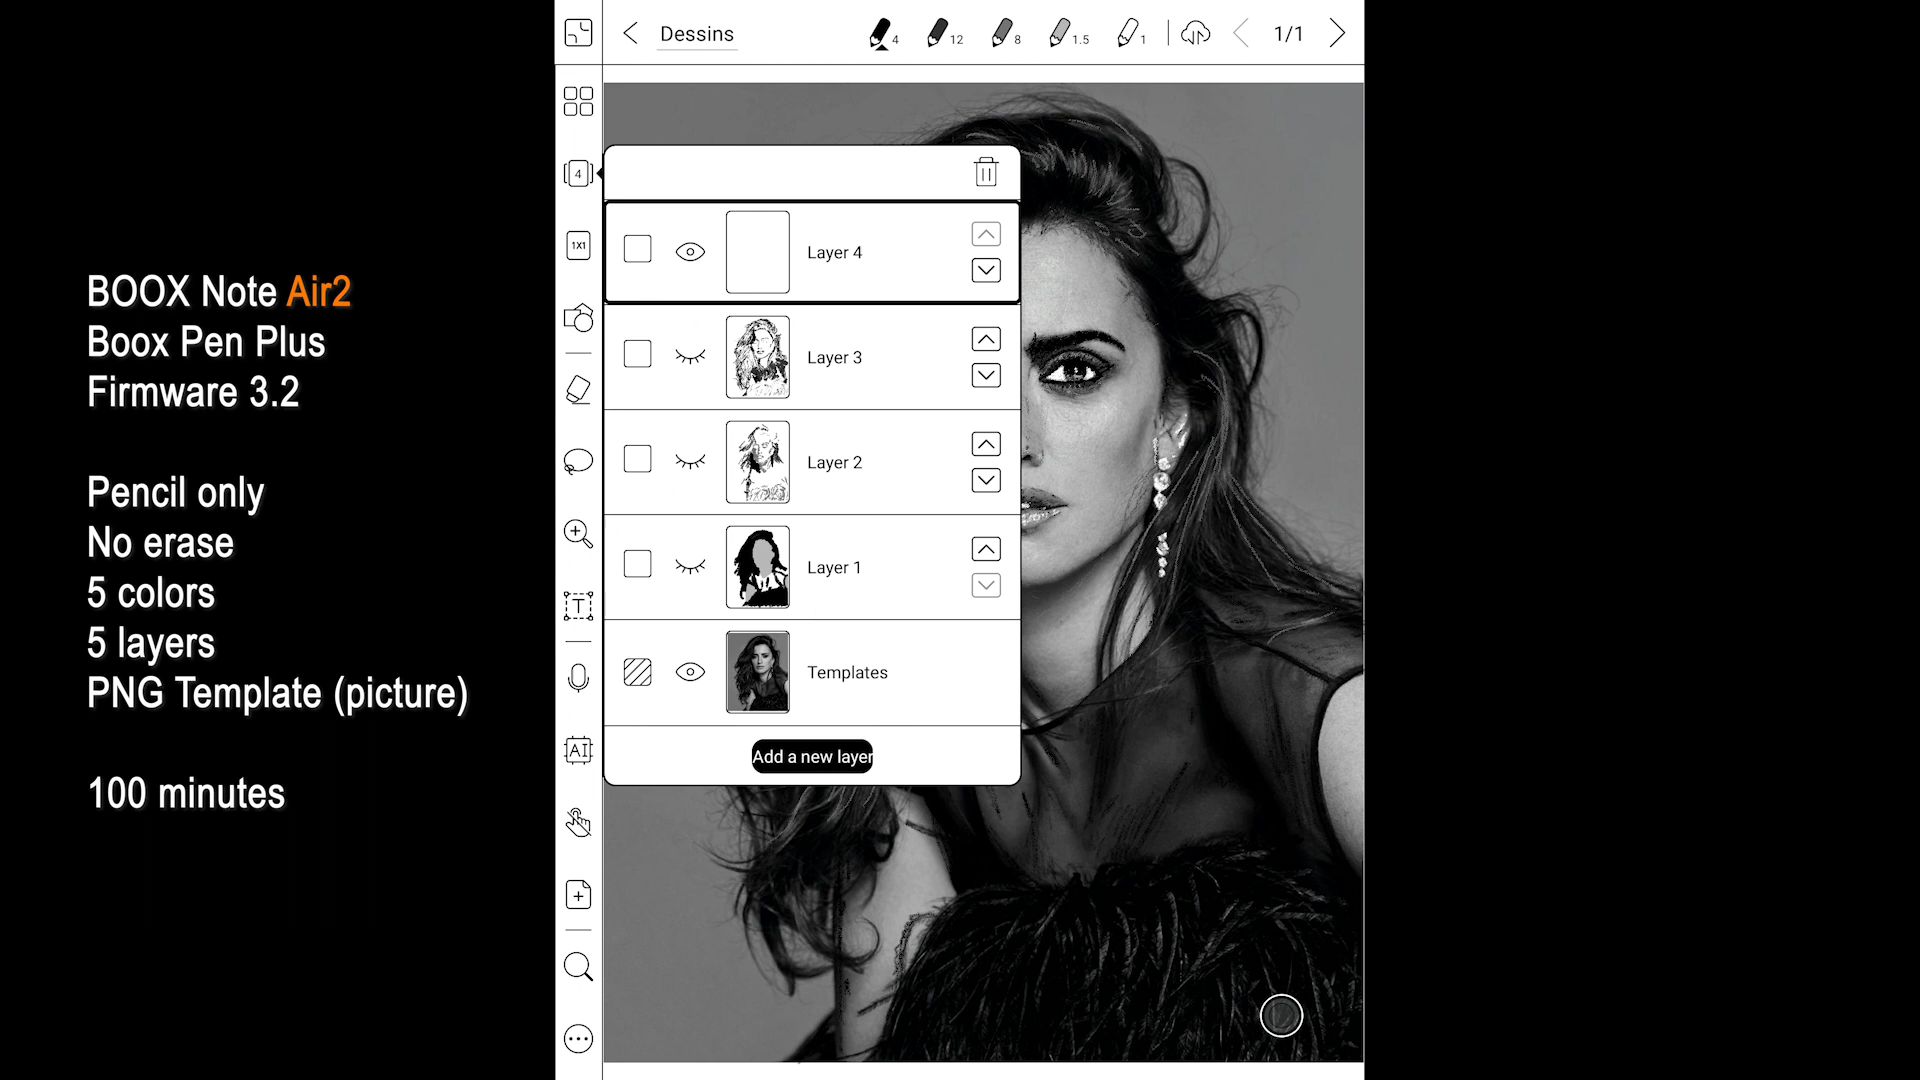 BOOX Note Air2
Boox Pen Plus
Firmware 3.2
Pencil only
No erase
5 colors
5 layers
PNG Template (picture)
100 minutes
Dessins
4
12
8
1.5
1
1/1
4
1X1
T
AI
Layer 4
Layer 3
Layer 2
Layer 1
Templates
Add a new layer